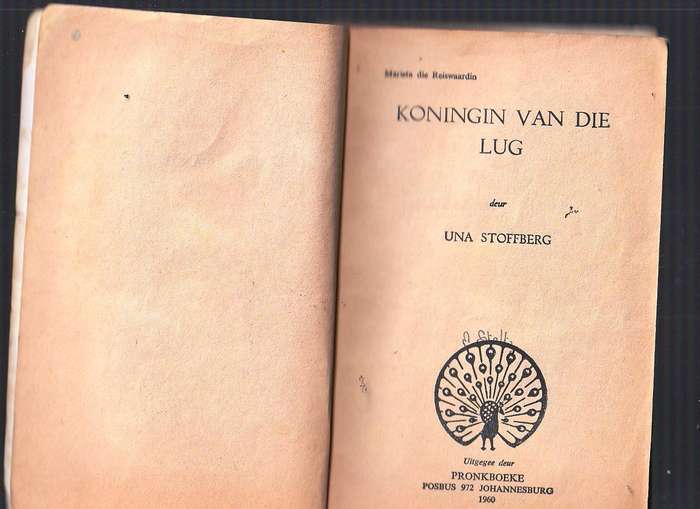 Marieta die Reiswaardin
KONINGIN VAN DIE
LUG
deur
UNA STOFFBERG
Uitgegee deur
PRONKBOEKE
POSBUS 972 JOHANNESBURG
1960